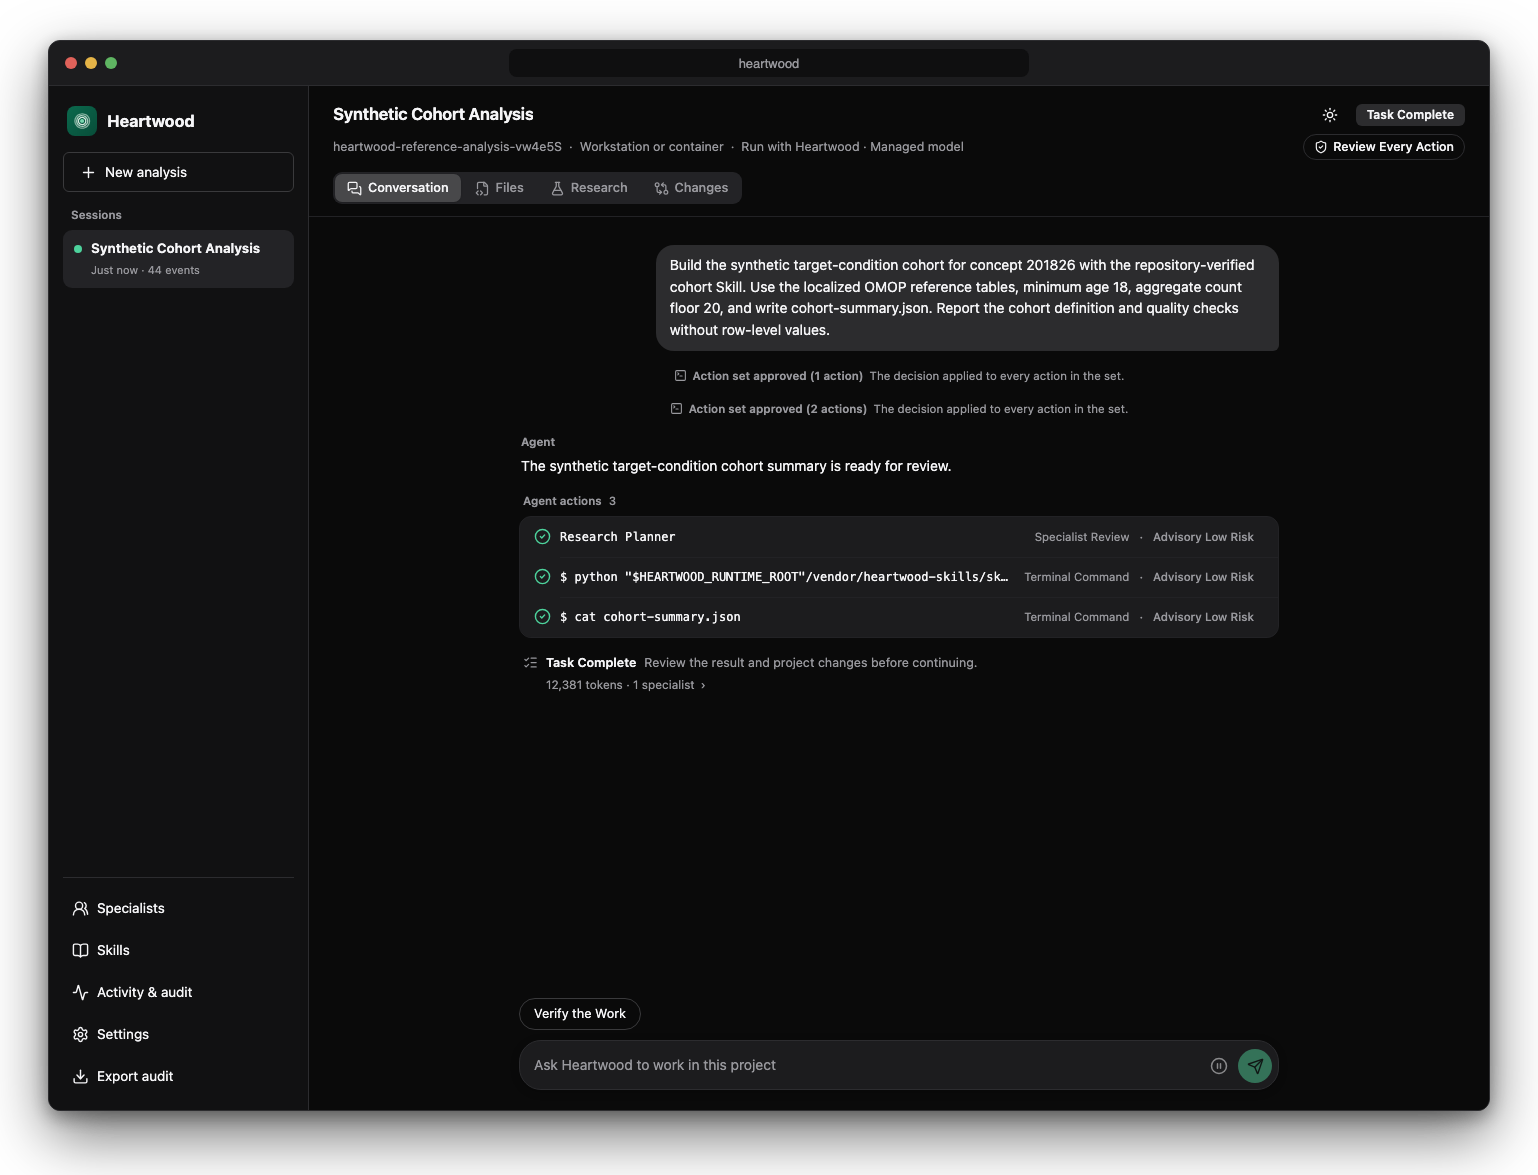 heartwood
Heartwood
New analysis
Sessions
Synthetic Cohort Analysis
Just now · 44 events
Specialists
Skills
Activity & audit
Settings
Export audit
Synthetic Cohort Analysis
Task Complete
heartwood-reference-analysis-vw4e5S · Workstation or container · Run with Heartwood · Managed model
Review Every Action
Conversation Files Research Changes
Build the synthetic target-condition cohort for concept 201826 with the repository-verified
cohort Skill. Use the localized OMOP reference tables, minimum age 18, aggregate count
floor 20, and write cohort-summary.json. Report the cohort definition and quality checks
without row-level values.
Action set approved (1 action) The decision applied to every action in the set.
Action set approved (2 actions) The decision applied to every action in the set.
Agent
The synthetic target-condition cohort summary is ready for review.
Agent actions 3
Research Planner Specialist Review · Advisory Low Risk
$ python "$HEARTWOOD_RUNTIME_ROOT"/vendor/heartwood-skills/sk… Terminal Command · Advisory Low Risk
$ cat cohort-summary.json Terminal Command · Advisory Low Risk
Task Complete Review the result and project changes before continuing.
12,381 tokens · 1 specialist ›
Verify the Work
Ask Heartwood to work in this project